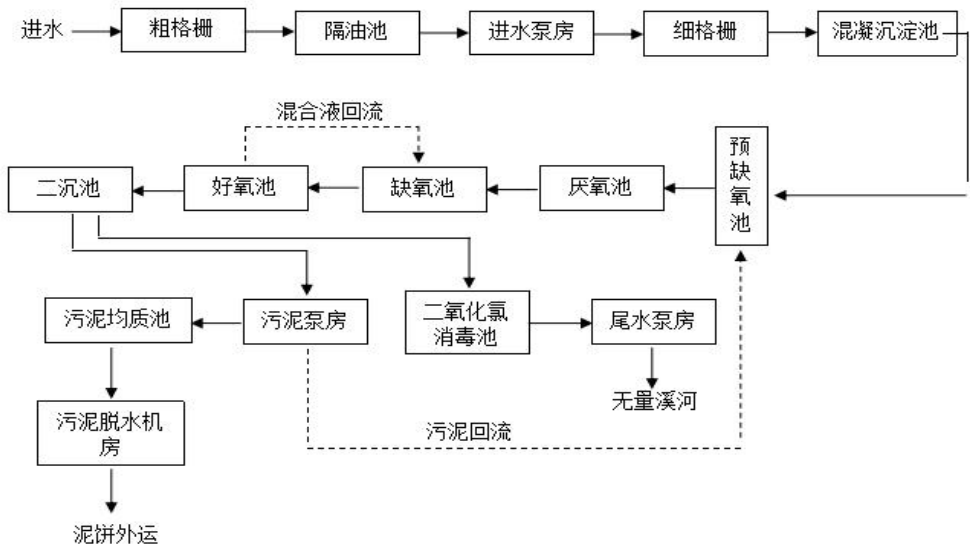 进水
粗格栅
隔油池
进水泵房
细格栅
混凝沉淀池
混合液回流
二沉池
好氧池
缺氧池
厌氧池
预
缺
氧
池
污泥均质池
污泥泵房
二氧化氯
消毒池
尾水泵房
无量溪河
污泥脱水机
房
污泥回流
泥饼外运